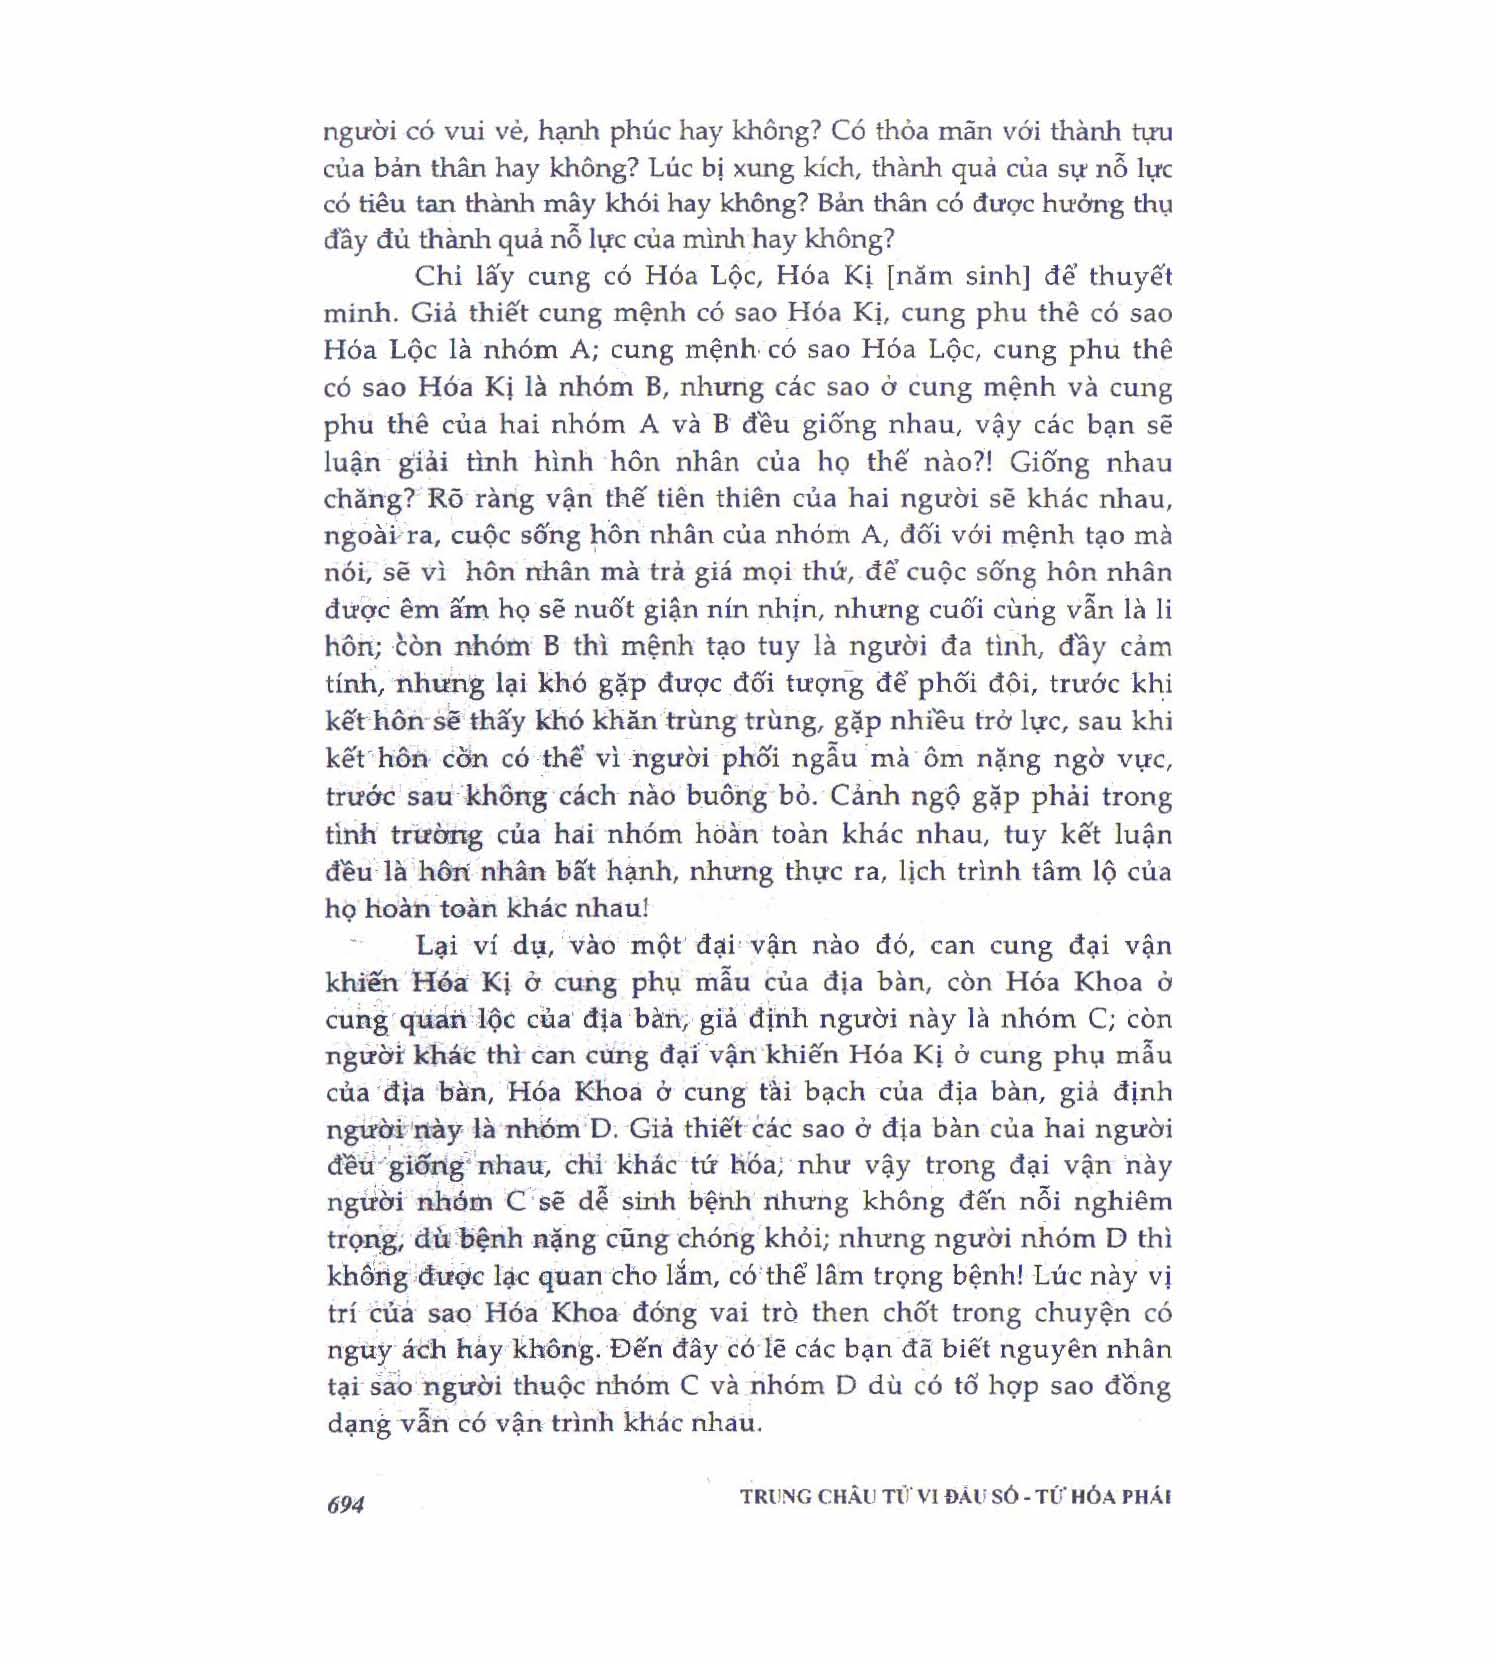 người có vui vẻ, hạnh phúc hay không? Có thỏa mãn với thành tựu
của bản thân hay không? Lúc bị xung kích, thành quả của sự nỗ lực
có tiêu tan thành mây khói hay không? Bản thân có được hưởng thụ
đầy đủ thành quả nỗ lực của mình hay không?
Chỉ lấy cung có Hóa Lộc, Hóa Kị [năm sinh] để thuyết
minh. Giả thiết cung mệnh có sao Hóa Kị, cung phu thê có sao
Hóa Lộc là nhóm A; cung mệnh có sao Hóa Lộc, cung phu thê
có sao Hóa Kị là nhóm B, nhưng các sao ở cung mệnh và cung
phu thê của hai nhóm A và B đều giống nhau, vậy các bạn sẽ
luận giải tình hình hôn nhân của họ thế nào?! Giống nhau
chăng? Rõ ràng vận thế tiên thiên của hai người sẽ khác nhau,
ngoài ra, cuộc sống hôn nhân của nhóm A, đối với mệnh tạo mà
nói, sẽ vì hôn nhân mà trả giá mọi thứ, để cuộc sống hôn nhân
được êm ấm họ sẽ nuốt giận nín nhịn, nhưng cuối cùng vẫn là li
hôn; còn nhóm B thì mệnh tạo tuy là người đa tình, đầy cảm
tính, nhưng lại khó gặp được đối tượng để phối đôi, trước khi
kết hôn sẽ thấy khó khăn trùng trùng, gặp nhiều trở lực, sau khi
kết hôn còn có thể vì người phối ngẫu mà ôm nặng ngờ vực,
trước sau không cách nào buông bỏ. Cảnh ngộ gặp phải trong
tình trường của hai nhóm hoàn toàn khác nhau, tuy kết luận
đều là hôn nhân bất hạnh, nhưng thực ra, lịch trình tâm lộ của
họ hoàn toàn khác nhau!
Lại ví dụ, vào một đại vận nào đó, can cung đại vận
khiến Hóa Kị ở cung phụ mẫu của địa bàn, còn Hóa Khoa ở
cung quan lộc của địa bàn, giả định người này là nhóm C; còn
người khác thì can cung đại vận khiến Hóa Kị ở cung phụ mẫu
của địa bàn, Hóa Khoa ở cung tài bạch của địa bàn, giả định
người này là nhóm D. Giả thiết các sao ở địa bàn của hai người
đều giống nhau, chỉ khác tứ hóa, như vậy trong đại vận này
người nhóm C sẽ dễ sinh bệnh nhưng không đến nỗi nghiêm
trọng, dù bệnh nặng cũng chóng khỏi; nhưng người nhóm D thì
không được lạc quan cho lắm, có thể lâm trọng bệnh! Lúc này vị
trí của sao Hóa Khoa đóng vai trò then chốt trong chuyện có
nguy ách hay không. Đến đây có lẽ các bạn đã biết nguyên nhân
tại sao người thuộc nhóm C và nhóm D dù có tổ hợp sao đồng
dạng vẫn có vận trình khác nhau.
694
TRUNG CHÂU TỬ VI ĐẨU SỐ - TỨ HÓA PHÁI